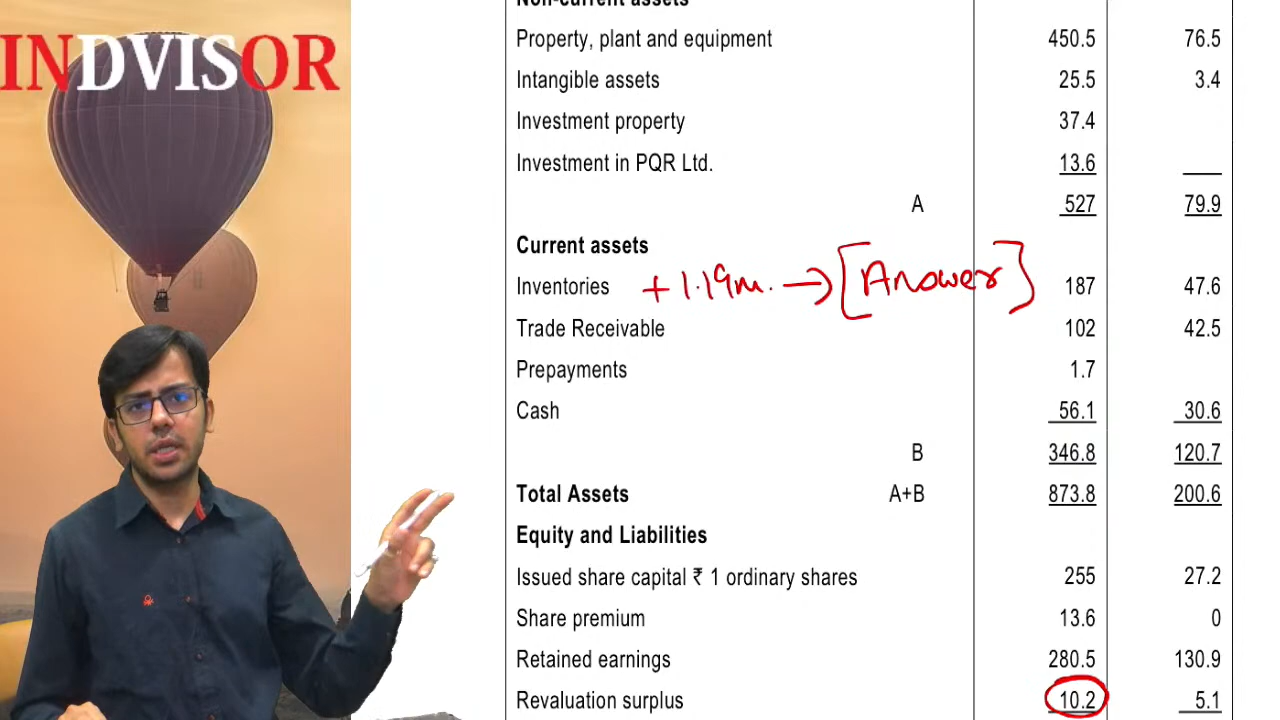 INDVISOR
Non-current assets
Property, plant and equipment 450.5 76.5
Intangible assets 25.5 3.4
Investment property 37.4
Investment in PQR Ltd. 13.6
A 527 79.9
Current assets
Inventories + 1.19m. → [Answer] 187 47.6
Trade Receivable 102 42.5
Prepayments 1.7
Cash 56.1 30.6
B 346.8 120.7
Total Assets A+B 873.8 200.6
Equity and Liabilities
Issued share capital ₹ 1 ordinary shares 255 27.2
Share premium 13.6 0
Retained earnings 280.5 130.9
Revaluation surplus 10.2 5.1